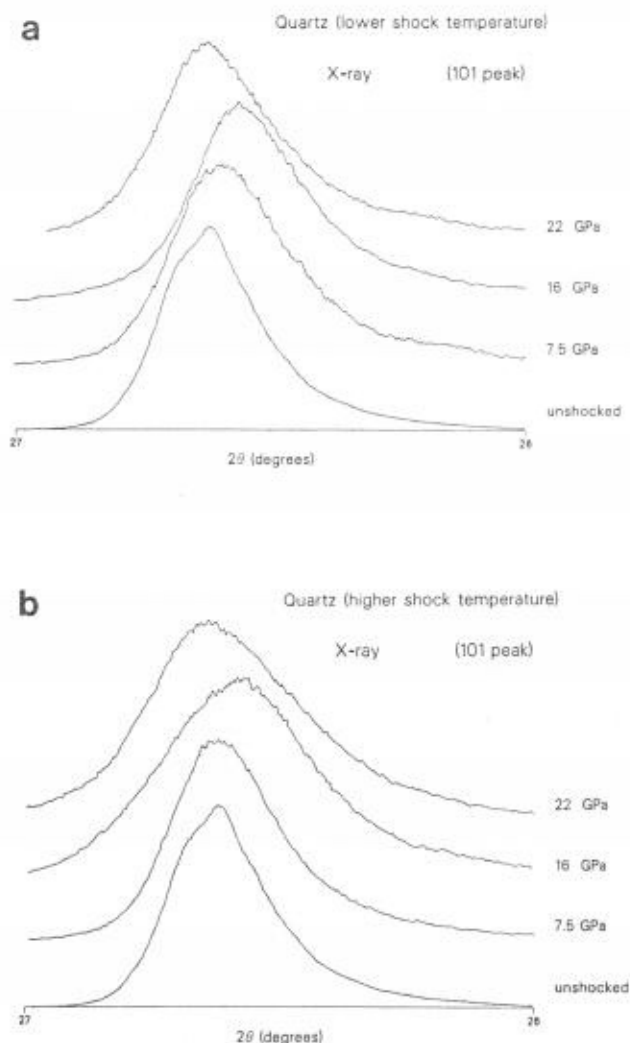 a
Quartz (lower shock temperature)
X-ray (101 peak)
22 GPa
16 GPa
7.5 GPa
unshocked
27 26
2θ (degrees)
b
Quartz (higher shock temperature)
X-ray (101 peak)
22 GPa
16 GPa
7.5 GPa
unshocked
27 26
2θ (degrees)